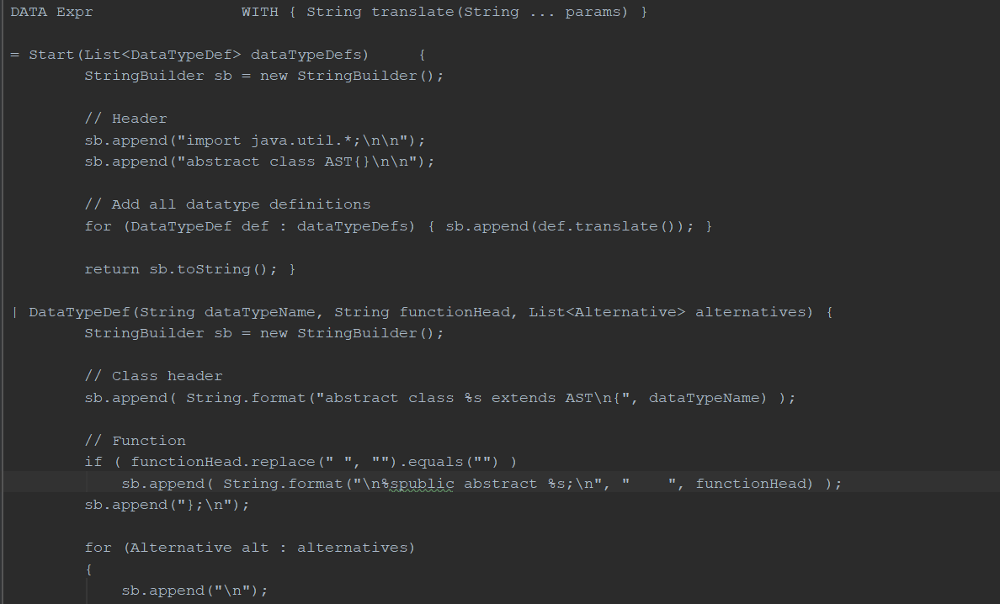 DATA Expr                WITH { String translate(String ... params) }

= Start(List<DataTypeDef> dataTypeDefs)      {
        StringBuilder sb = new StringBuilder();

        // Header
        sb.append("import java.util.*;\n\n");
        sb.append("abstract class AST{}\n\n");

        // Add all datatype definitions
        for (DataTypeDef def : dataTypeDefs) { sb.append(def.translate()); }

        return sb.toString(); }

| DataTypeDef(String dataTypeName, String functionHead, List<Alternative> alternatives) {
        StringBuilder sb = new StringBuilder();

        // Class header
        sb.append( String.format("abstract class %s extends AST\n{", dataTypeName) );

        // Function
        if ( functionHead.replace(" ", "").equals("") )
            sb.append( String.format("\n%spublic abstract %s;\n", "    ", functionHead) );
        sb.append("};\n");

        for (Alternative alt : alternatives)
        {
            sb.append("\n");